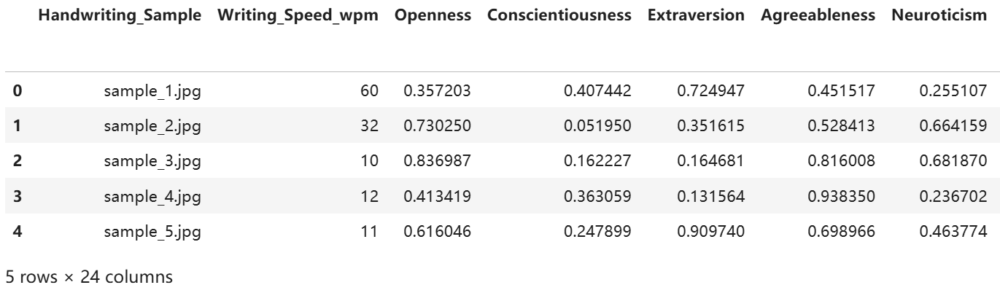 Handwriting_Sample Writing_Speed_wpm Openness Conscientiousness Extraversion Agreeableness Neuroticism
0 sample_1.jpg 60 0.357203 0.407442 0.724947 0.451517 0.255107
1 sample_2.jpg 32 0.730250 0.051950 0.351615 0.528413 0.664159
2 sample_3.jpg 10 0.836987 0.162227 0.164681 0.816008 0.681870
3 sample_4.jpg 12 0.413419 0.363059 0.131564 0.938350 0.236702
4 sample_5.jpg 11 0.616046 0.247899 0.909740 0.698966 0.463774
5 rows × 24 columns